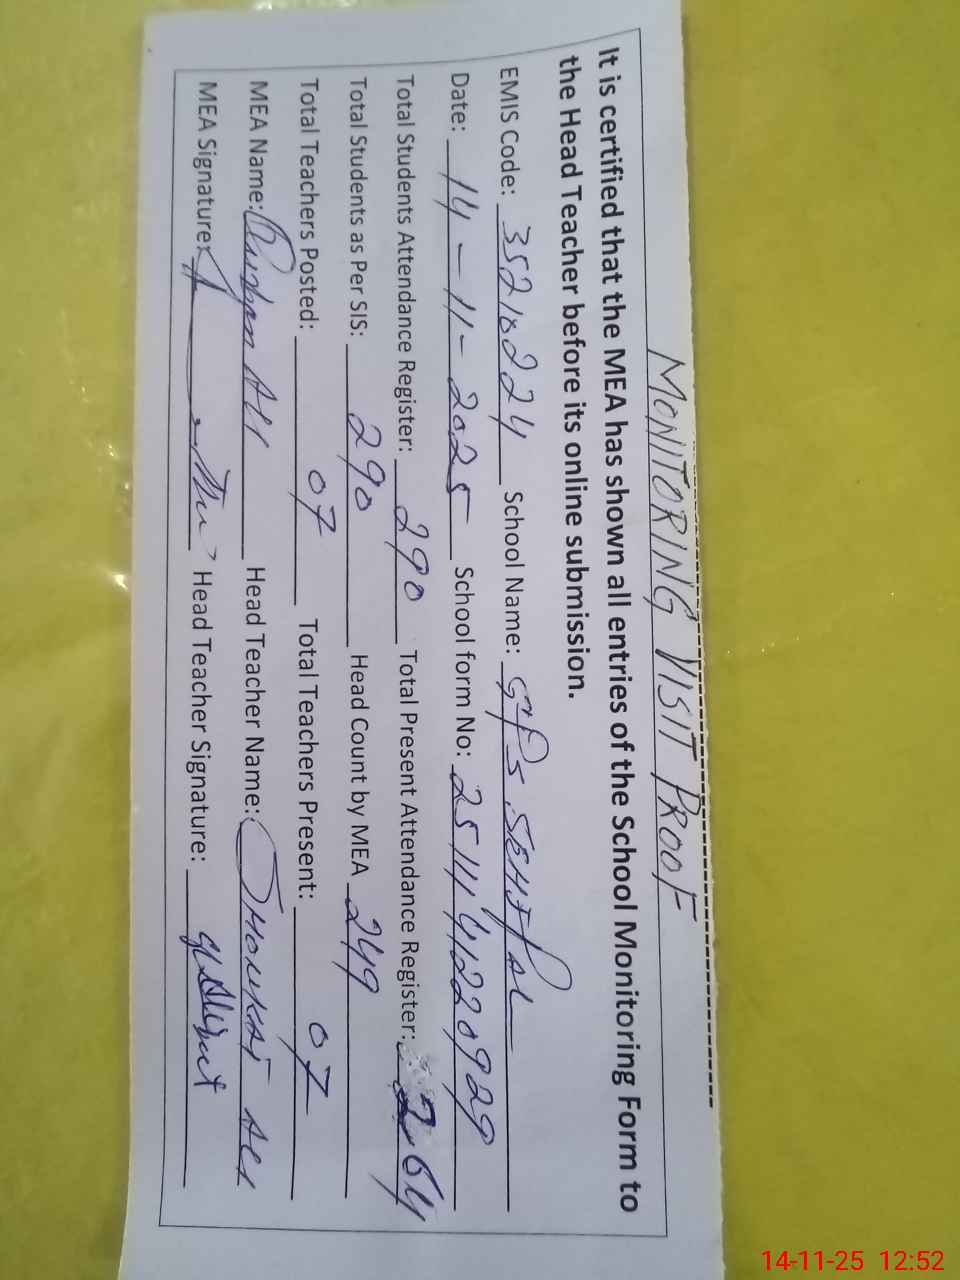 MONITORING VISIT PROOF
It is certified that the MEA has shown all entries of the School Monitoring Form to
the Head Teacher before its online submission.
EMIS Code: 35210224 School Name: GPS
Date: 14-11-2025 School form No:
Total Students Attendance Register: 290 Total Present Attendance Register: 264
Total Students as Per SIS: 290 Head Count by MEA 249
Total Teachers Posted: 07 Total Teachers Present: 07
MEA Name: Ali Head Teacher Name: Ali
MEA Signature: Head Teacher Signature:
14-11-25 12:52